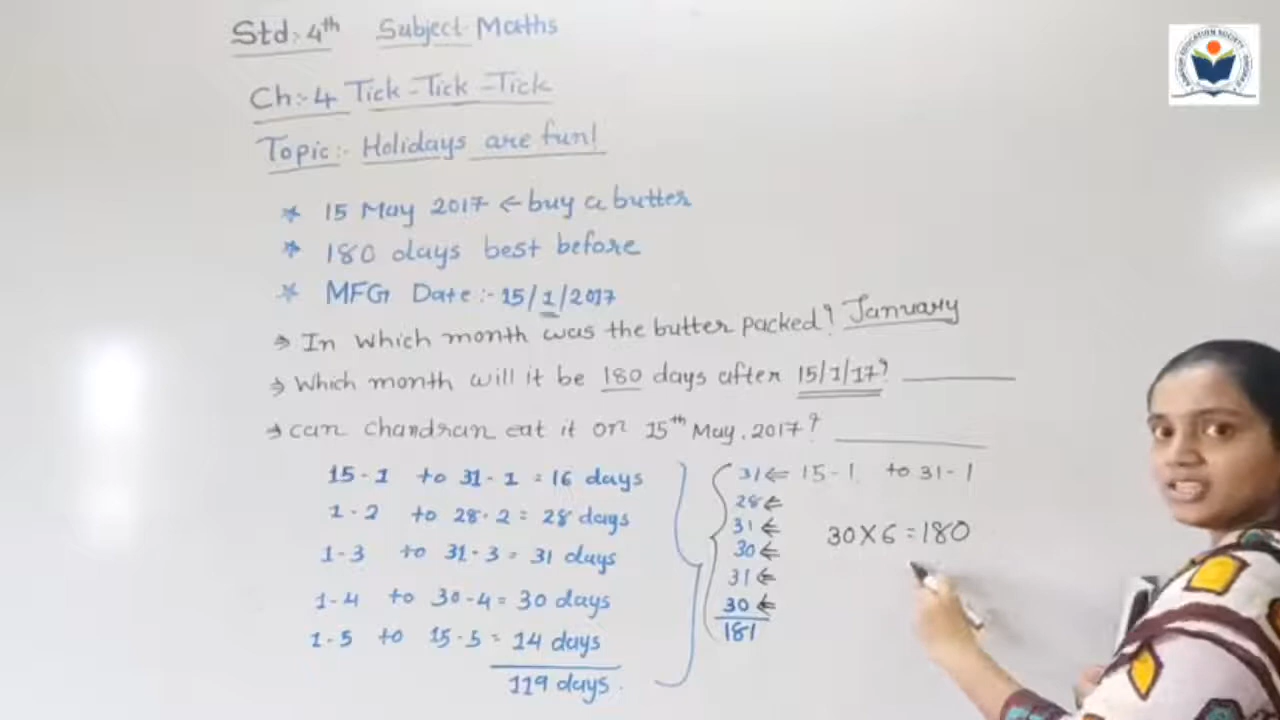 Std:- 4th Subject- Maths
Ch:- 4 Tick-Tick-Tick
Topic:- Holidays are fun!
* 15 May 2017 ← buy a butter
* 180 days best before
* MFG Date:- 15/1/2017
→ In which month was the butter packed? January
→ Which month will it be 180 days after 15/1/17? ________
→ can chandran eat it on 15th May, 2017? ________
15-1 to 31-1 = 16 days
1-2 to 28-2 = 28 days
1-3 to 31-3 = 31 days
1-4 to 30-4 = 30 days
1-5 to 15-5 = 14 days
119 days.
31 ← 15-1 to 31-1
28 ←
31 ←
30 ←
31 ←
30 ←
181
30 X 6 = 180
EDUCATION SOCIETY